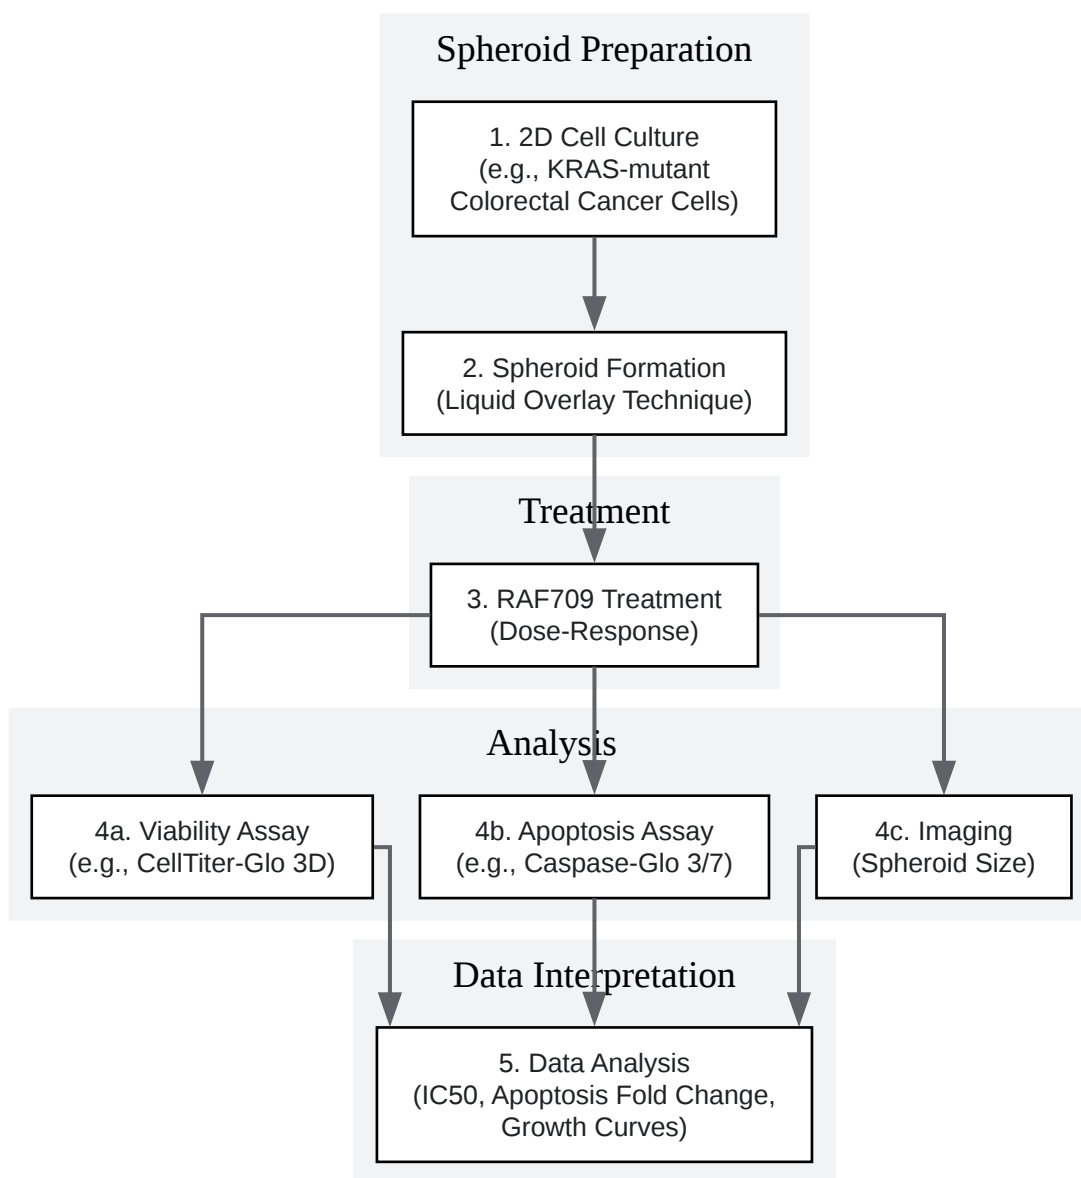 Spheroid Preparation
1. 2D Cell Culture
(e.g., KRAS-mutant
Colorectal Cancer Cells)
2. Spheroid Formation
(Liquid Overlay Technique)
Treatment
3. RAF709 Treatment
(Dose-Response)
Analysis
4a. Viability Assay
(e.g., CellTiter-Glo 3D)
4b. Apoptosis Assay
(e.g., Caspase-Glo 3/7)
4c. Imaging
(Spheroid Size)
Data Interpretation
5. Data Analysis
(IC50, Apoptosis Fold Change,
Growth Curves)